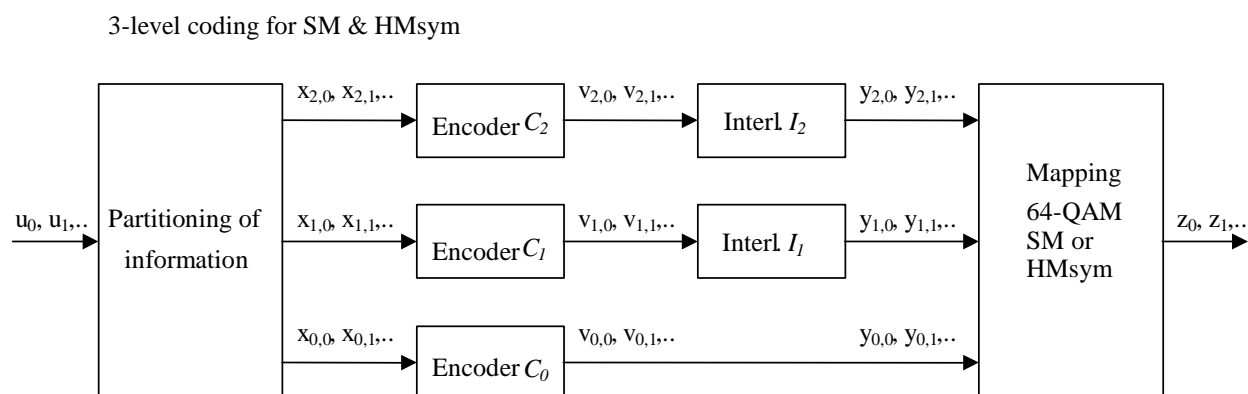 3-level coding for SM & HMsym
x2,0, x2,1,..
v2,0, v2,1,..
y2,0, y2,1,..
Encoder C2
Interl. I2
u0, u1,..
Partitioning of
information
x1,0, x1,1,..
v1,0, v1,1,..
y1,0, y1,1,..
Encoder C1
Interl. I1
Mapping
64-QAM
SM or
HMsym
z0, z1,..
x0,0, x0,1,..
v0,0, v0,1,..
y0,0, y0,1,..
Encoder C0